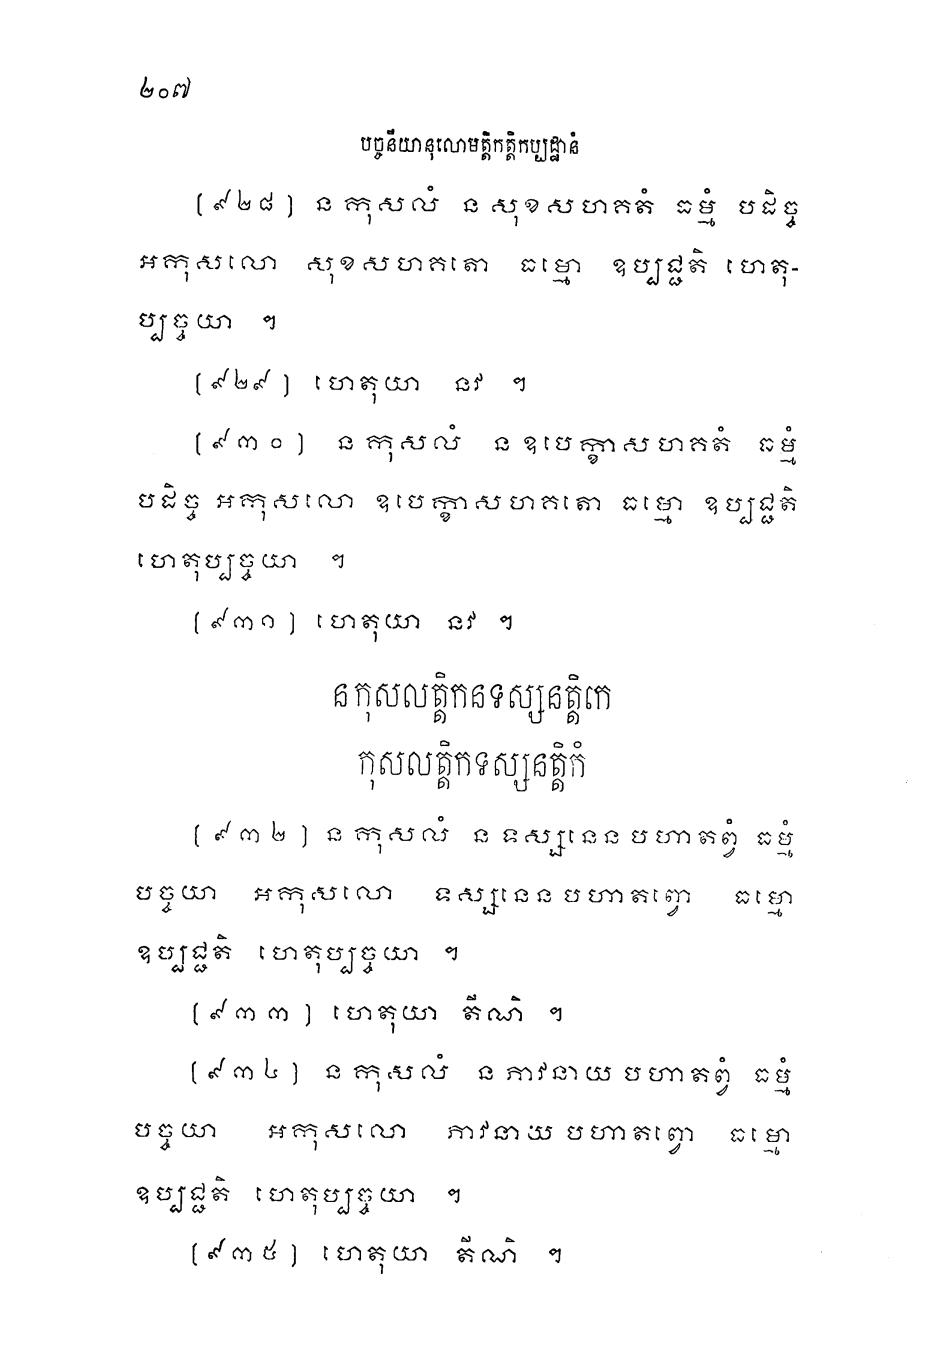 ២០៧
បច្ចនីយានុលោមត្តិកត្តិកប្បដ្ឋានំ
(៩២៨) ន កុសលំ ន សុខសហគតំ ធម្មំ បដិច្ច
អកុសលោ សុខសហគតោ ធម្មោ ឧប្បជ្ជតិ ហេតុ-
ប្បច្ចយា ។
(៩២៩) ហេតុយា នវ ។
(៩៣០) ន កុសលំ ន ឧបេក្ខាសហគតំ ធម្មំ
បដិច្ច អកុសលោ ឧបេក្ខាសហគតោ ធម្មោ ឧប្បជ្ជតិ
ហេតុប្បច្ចយា ។
(៩៣១) ហេតុយា នវ ។
នកុសលត្តិកនទស្សនត្តិកេ
កុសលត្តិកទស្សនត្តិកំ
(៩៣២) ន កុសលំ ន ទស្សនេនបហាតព្វំ ធម្មំ
បច្ចយា អកុសលោ ទស្សនេនបហាតព្វោ ធម្មោ
ឧប្បជ្ជតិ ហេតុប្បច្ចយា ។
(៩៣៣) ហេតុយា តីណិ ។
(៩៣៤) ន កុសលំ ន ភាវនាយបហាតព្វំ ធម្មំ
បច្ចយា អកុសលោ ភាវនាយបហាតព្វោ ធម្មោ
ឧប្បជ្ជតិ ហេតុប្បច្ចយា ។
(៩៣៥) ហេតុយា តីណិ ។